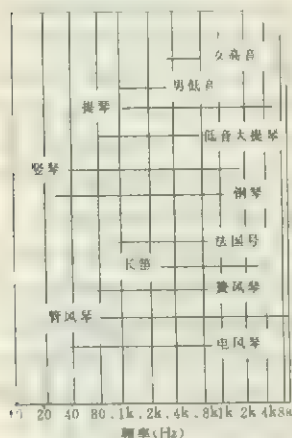 女高音
男低音
提琴
低音大提琴
竖琴
钢琴
法国号
长笛
簧风琴
管风琴
电风琴
20 40 80 .1k .2k .4k .8k 1k 2k 4k 8k
频率(Hz)